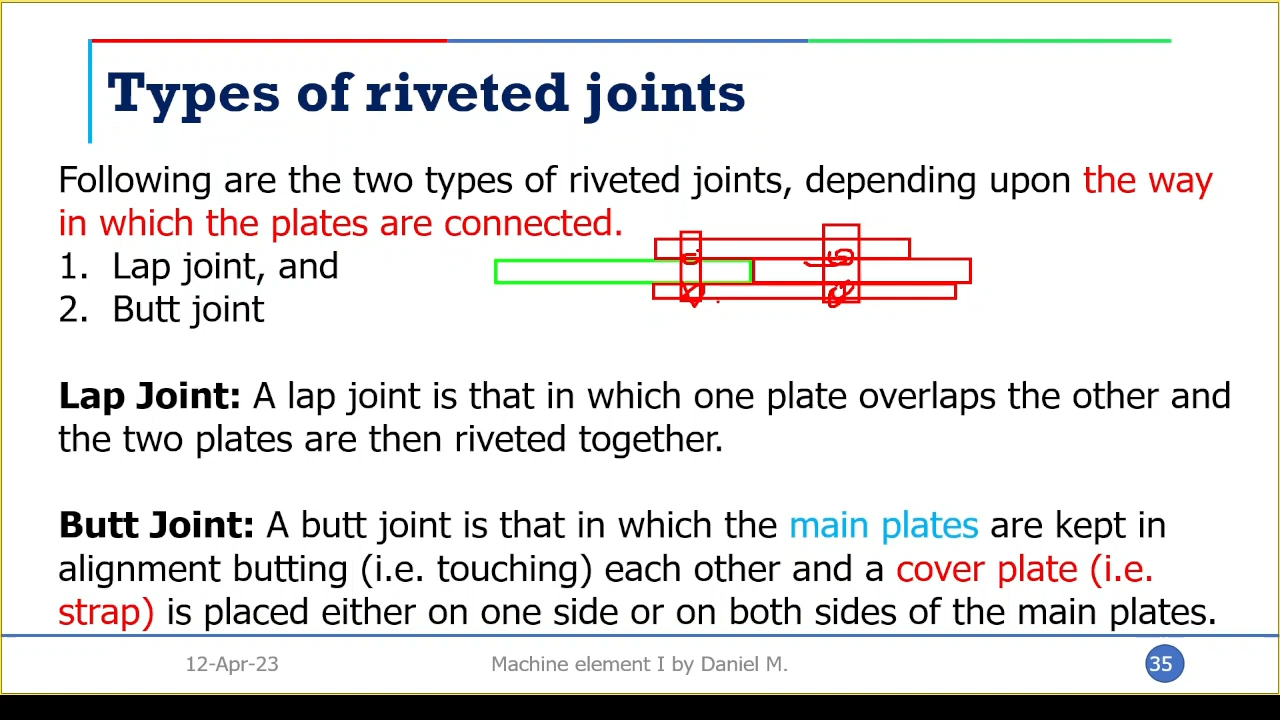 Types of riveted joints
Following are the two types of riveted joints, depending upon the way
in which the plates are connected.
1. Lap joint, and
2. Butt joint
Lap Joint: A lap joint is that in which one plate overlaps the other and
the two plates are then riveted together.
Butt Joint: A butt joint is that in which the main plates are kept in
alignment butting (i.e. touching) each other and a cover plate (i.e.
strap) is placed either on one side or on both sides of the main plates.
12-Apr-23 Machine element I by Daniel M. 35